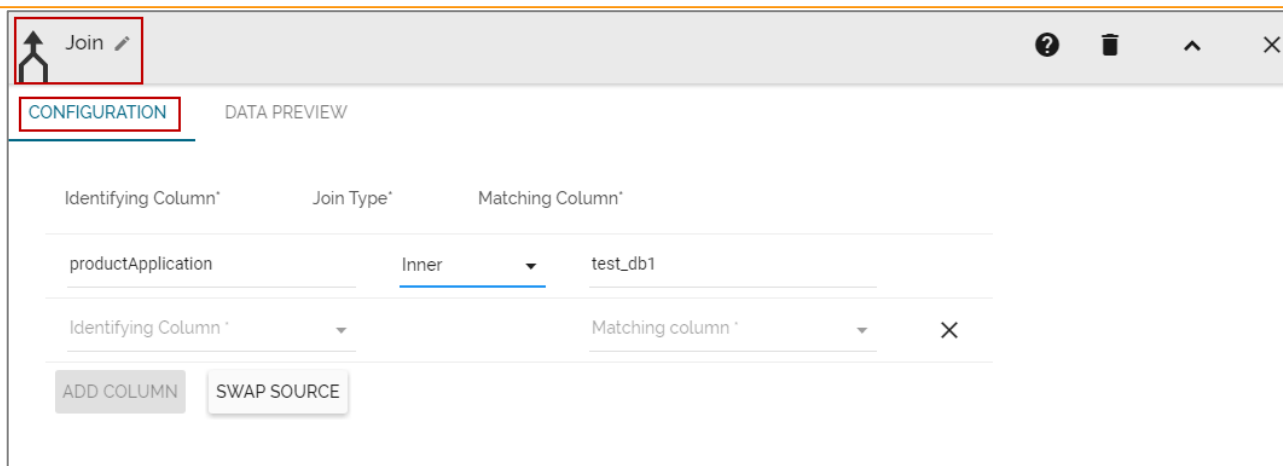 Join
CONFIGURATION DATA PREVIEW
Identifying Column* Join Type* Matching Column*
productApplication Inner test_db1
Identifying Column * Matching column *
ADD COLUMN SWAP SOURCE